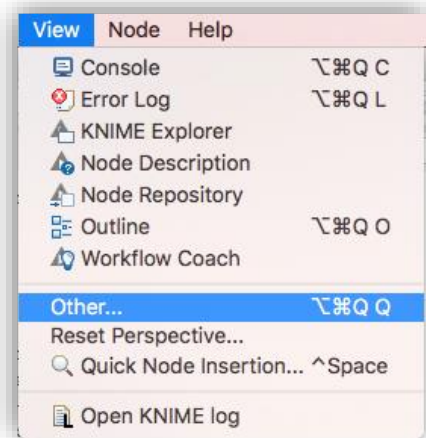 View Node Help
Console ⌥⌘Q C
Error Log ⌥⌘Q L
KNIME Explorer
Node Description
Node Repository
Outline ⌥⌘Q O
Workflow Coach
Other... ⌥⌘Q Q
Reset Perspective...
Quick Node Insertion... ^Space
Open KNIME log